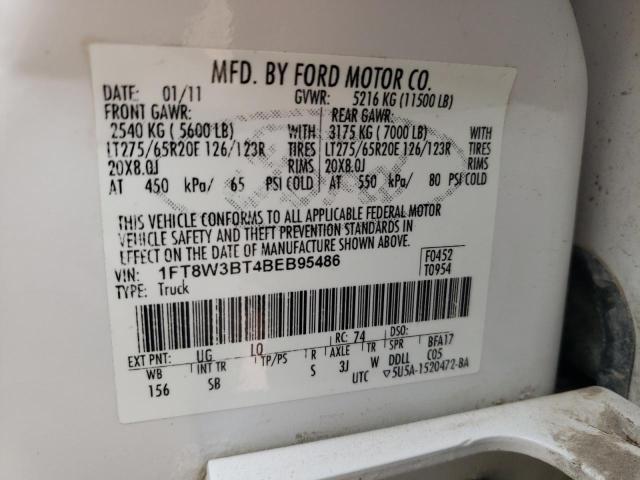 MFD. BY FORD MOTOR CO.
DATE: 01/11 GVWR: 5216 KG (11500 LB)
FRONT GAWR: REAR GAWR:
2540 KG ( 5600 LB) WITH 3175 KG ( 7000 LB) WITH
LT275/65R20E 126/123R TIRES LT275/65R20E 126/123R TIRES
20X8.0J RIMS 20X8.0J RIMS
AT 450 kPa/ 65 PSI COLD AT 550 kPa/ 80 PSI COLD
THIS VEHICLE CONFORMS TO ALL APPLICABLE FEDERAL MOTOR
VEHICLE SAFETY AND THEFT PREVENTION STANDARDS IN
EFFECT ON THE DATE OF MANUFACTURE SHOWN ABOVE.
VIN: 1FT8W3BT4BEB95486 F0452
TYPE: Truck T0954
EXT PNT: UG LQ RC: 74 DSO:
WB INT TR TP/PS R AXLE TR SPR BFA17
156 SB S 3J W DDLL C05
UTC ▽5U5A-1520472-BA